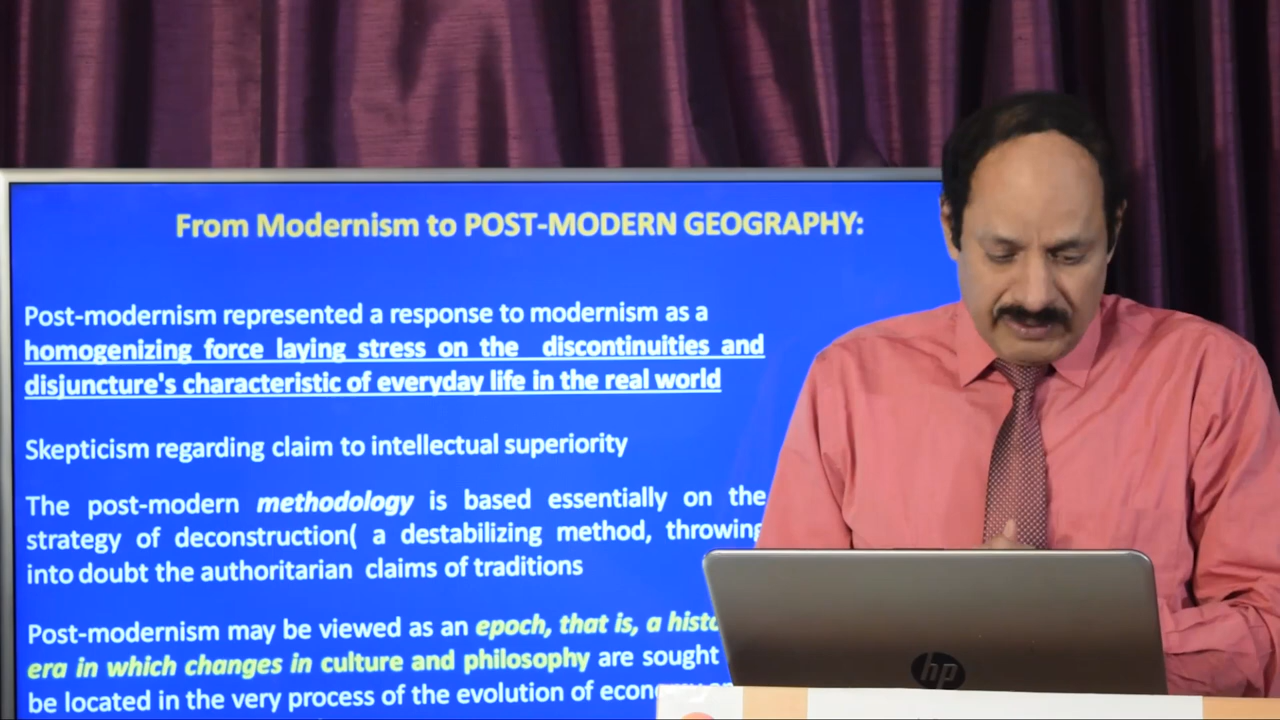 From Modernism to POST-MODERN GEOGRAPHY:
Post-modernism represented a response to modernism as a
homogenizing force laying stress on the discontinuities and
disjuncture's characteristic of everyday life in the real world
Skepticism regarding claim to intellectual superiority
The post-modern methodology is based essentially on the
strategy of deconstruction( a destabilizing method, throwing
into doubt the authoritarian claims of traditions
Post-modernism may be viewed as an epoch, that is, a
era in which changes in culture and philosophy are sought
be located in the very process of the evolution of
hp